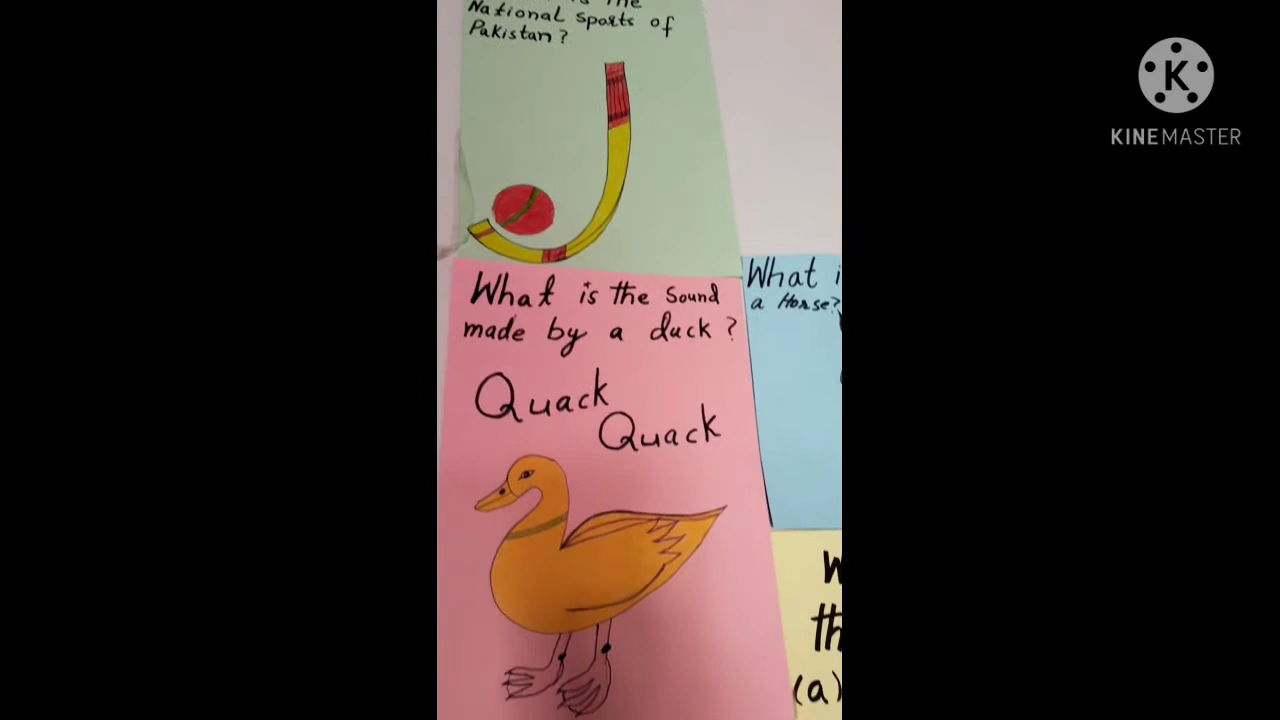 National sports of
Pakistan?
What is the Sound
made by a duck?
Quack
Quack
What
a Horse?
(a)
KINEMASTER